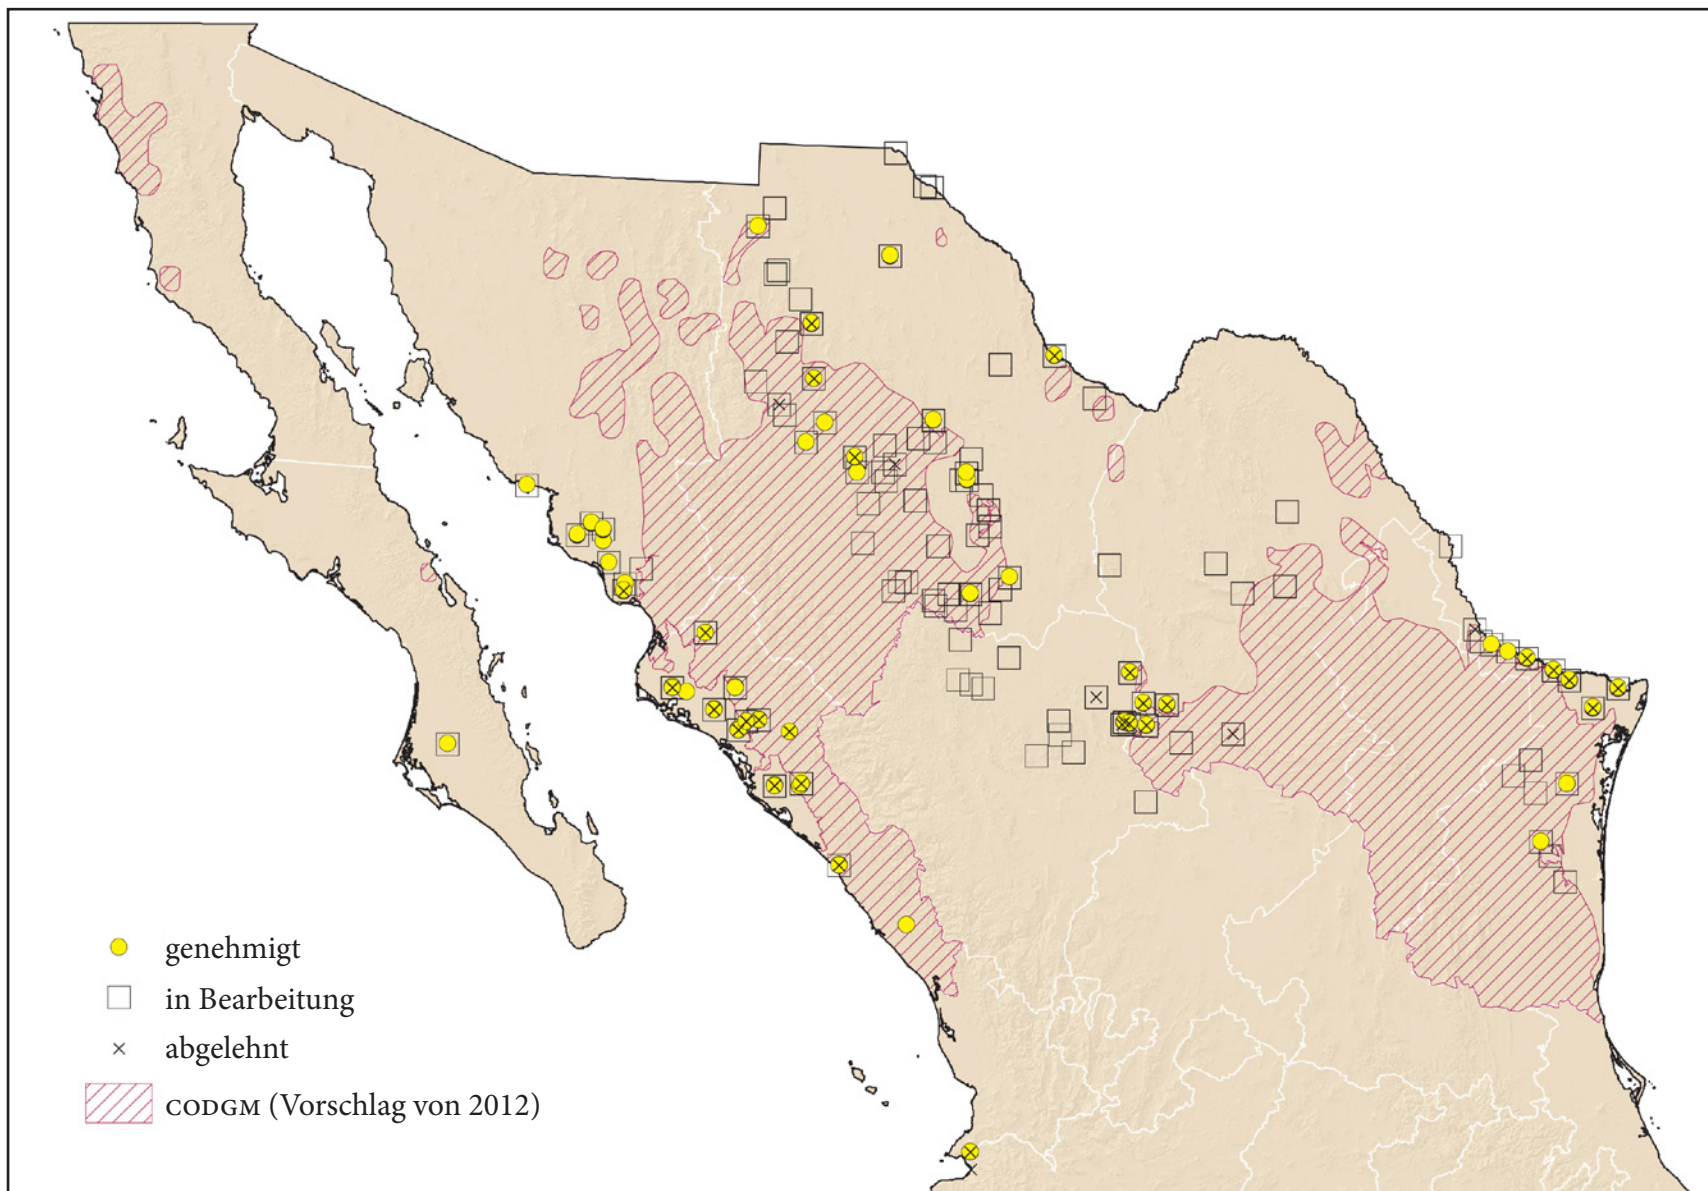 genehmigt
in Bearbeitung
abgelehnt
CODGM (Vorschlag von 2012)